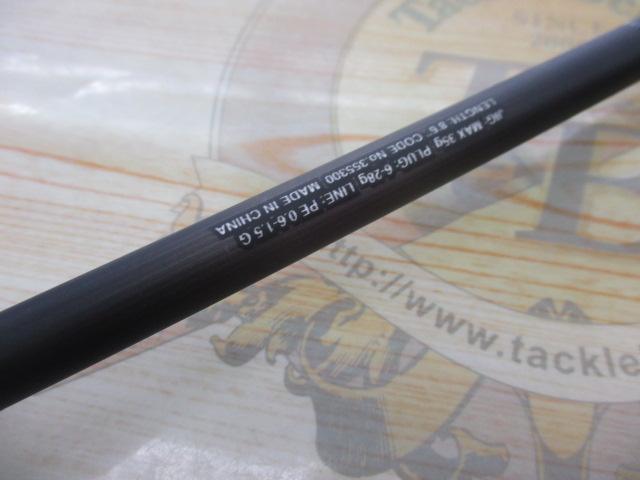 LENGTH: 8'6" CODE No.355300 MADE IN CHINA
JIG- MAX 35g PLUG- 6-28g LINE: PE 0.6-1.5 G
http://www.tackle